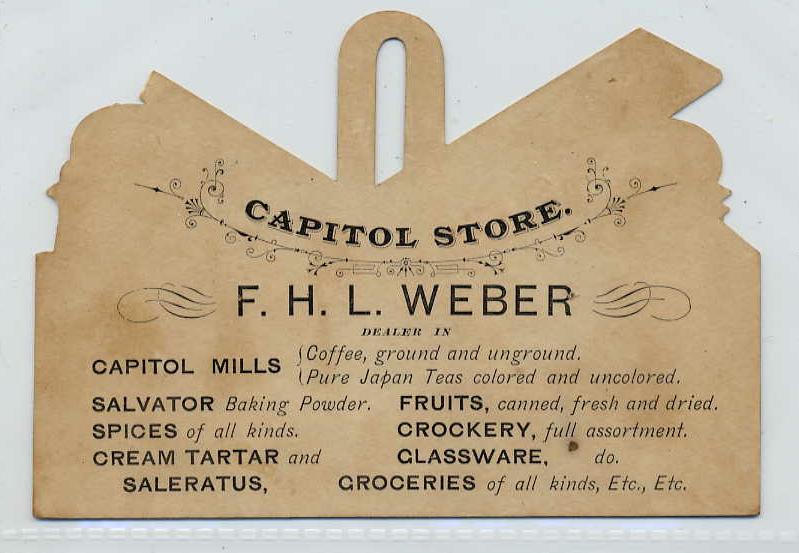 CAPITOL STORE.
F. H. L. WEBER
DEALER IN
CAPITOL MILLS { Coffee, ground and unground.
Pure Japan Teas colored and uncolored.
SALVATOR Baking Powder. FRUITS, canned, fresh and dried.
SPICES of all kinds. CROCKERY, full assortment.
CREAM TARTAR and GLASSWARE, do.
SALERATUS, GROCERIES of all kinds, Etc., Etc.